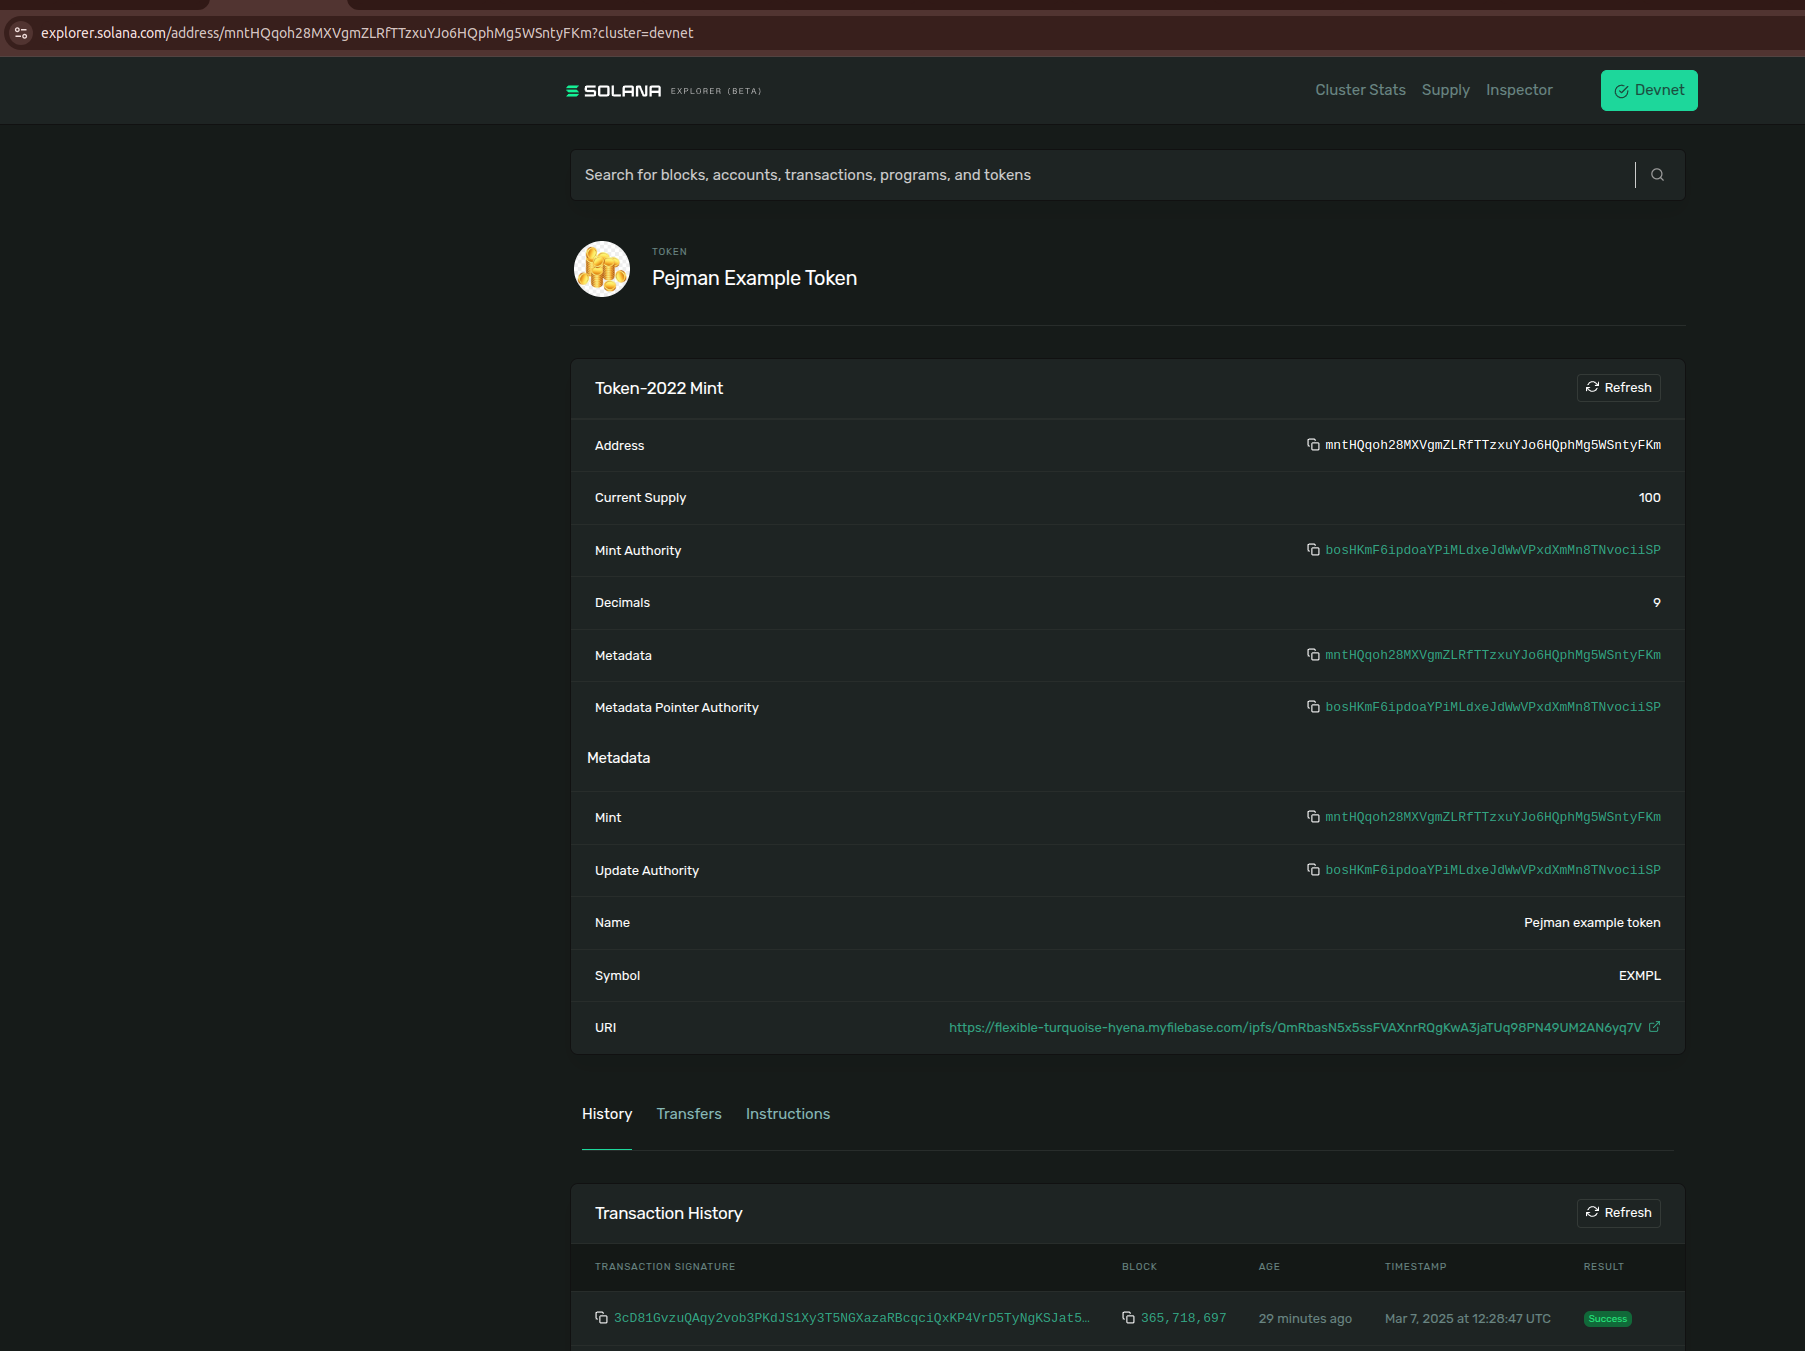 explorer.solana.com/address/mntHQqoh28MXVgmZLRfTTzxuYJo6HQphMg5WSntyFKm?cluster=devnet
SOLANA EXPLORER (BETA)
Cluster Stats Supply Inspector Devnet
Search for blocks, accounts, transactions, programs, and tokens
TOKEN
Pejman Example Token
Token-2022 Mint Refresh
Address mntHQqoh28MXVgmZLRfTTzxuYJo6HQphMg5WSntyFKm
Current Supply 100
Mint Authority bosHKmF6ipdoaYPiMLdxeJdWwVPxdXmMn8TNvociiSP
Decimals 9
Metadata mntHQqoh28MXVgmZLRfTTzxuYJo6HQphMg5WSntyFKm
Metadata Pointer Authority bosHKmF6ipdoaYPiMLdxeJdWwVPxdXmMn8TNvociiSP
Metadata
Mint mntHQqoh28MXVgmZLRfTTzxuYJo6HQphMg5WSntyFKm
Update Authority bosHKmF6ipdoaYPiMLdxeJdWwVPxdXmMn8TNvociiSP
Name Pejman example token
Symbol EXMPL
URI https://flexible-turquoise-hyena.myfilebase.com/ipfs/QmRbasN5x5ssFVAXnrRQgKwA3jaTUq98PN49UM2AN6yq7V
History Transfers Instructions
Transaction History Refresh
TRANSACTION SIGNATURE BLOCK AGE TIMESTAMP RESULT
3cD81GvzuQAqy2vob3PKdJS1Xy3T5NGXazaRBcqciQxKP4VrD5TyNgKSJat5… 365,718,697 29 minutes ago Mar 7, 2025 at 12:28:47 UTC Success